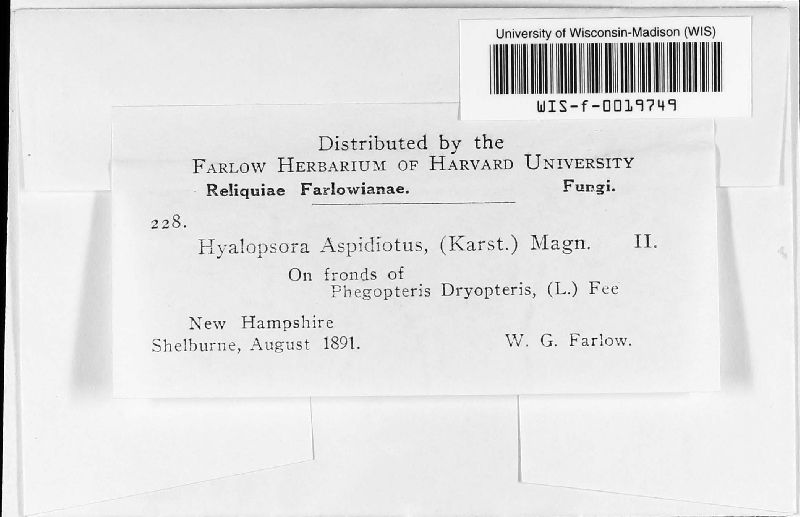 University of Wisconsin-Madison (WIS)
WIS-f-0019749
Distributed by the
FARLOW HERBARIUM OF HARVARD UNIVERSITY
Reliquiae Farlowianae. Fungi.
228.
Hyalopsora Aspidiotus, (Karst.) Magn. II.
On fronds of
Phegopteris Dryopteris, (L.) Fee
New Hampshire
Shelburne, August 1891. W. G. Farlow.